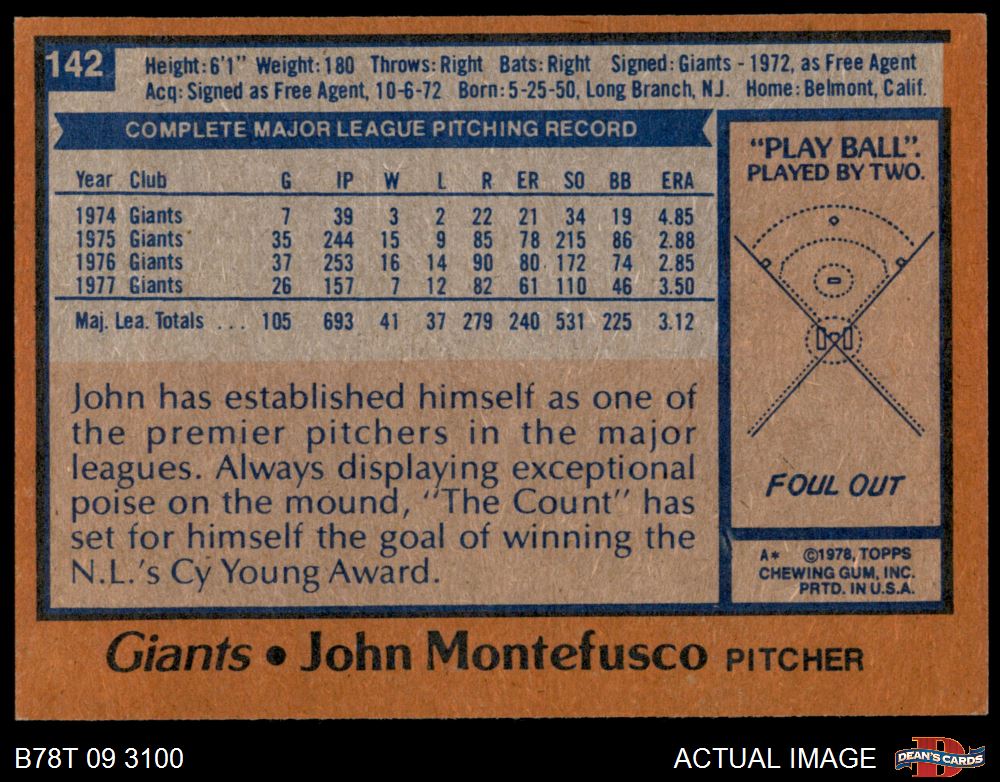 142
Height: 6'1" Weight: 180 Throws: Right Bats: Right Signed: Giants - 1972, as Free Agent
Acq: Signed as Free Agent, 10-6-72 Born: 5-25-50, Long Branch, N.J. Home: Belmont, Calif.
COMPLETE MAJOR LEAGUE PITCHING RECORD
Year Club G IP W L R ER SO BB ERA
1974 Giants 7 39 3 2 22 21 34 19 4.85
1975 Giants 35 244 15 9 85 78 215 86 2.88
1976 Giants 37 253 16 14 90 80 172 74 2.85
1977 Giants 26 157 7 12 82 61 110 46 3.50
Maj. Lea. Totals ... 105 693 41 37 279 240 531 225 3.12
John has established himself as one of
the premier pitchers in the major
leagues. Always displaying exceptional
poise on the mound, "The Count" has
set for himself the goal of winning the
N.L.'s Cy Young Award.
"PLAY BALL".
PLAYED BY TWO.
FOUL OUT
A* ©1978, TOPPS
CHEWING GUM, INC.
PRTD. IN U.S.A.
Giants • John Montefusco PITCHER
B78T 09 3100
ACTUAL IMAGE
D
DEAN'S CARDS